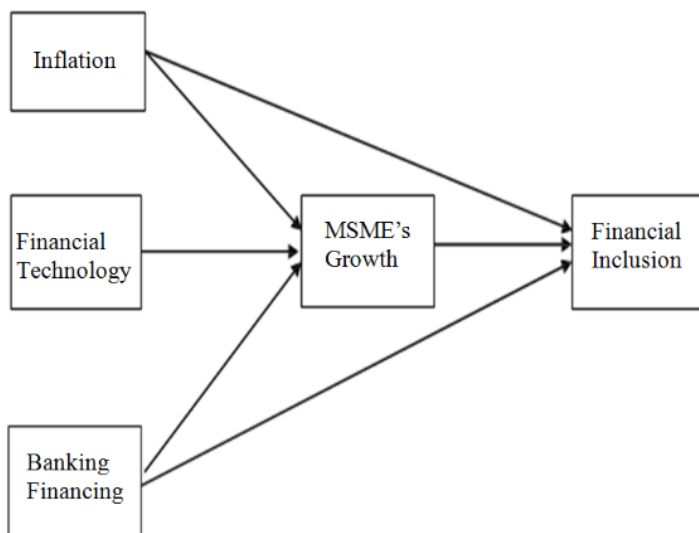 Inflation
Financial
Technology
MSME’s
Growth
Financial
Inclusion
Banking
Financing